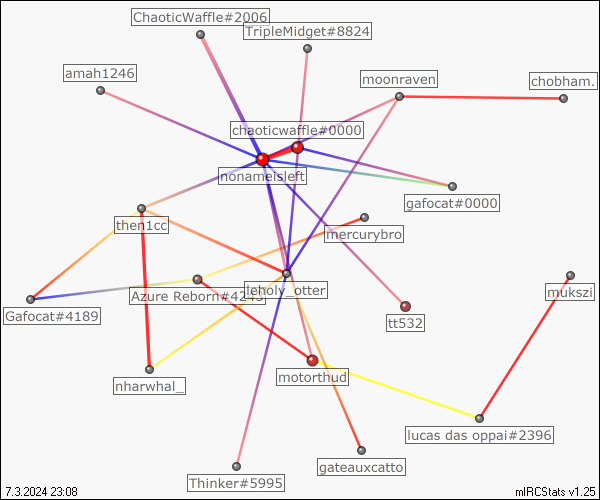 ChaoticWaffle#2006
TripleMidget#8824
amah1246
moonraven
chobham.
chaoticwaffle#0000
nonameisleft
gafocat#0000
then1cc
mercurybro
leholy_otter
Azure Reborn#4245
mukszi
Gafocat#4189
tt532
motorthud
nharwhal_
lucas das oppai#2396
gateauxcatto
Thinker#5995
7.3.2024 23:08
mIRCStats v1.25